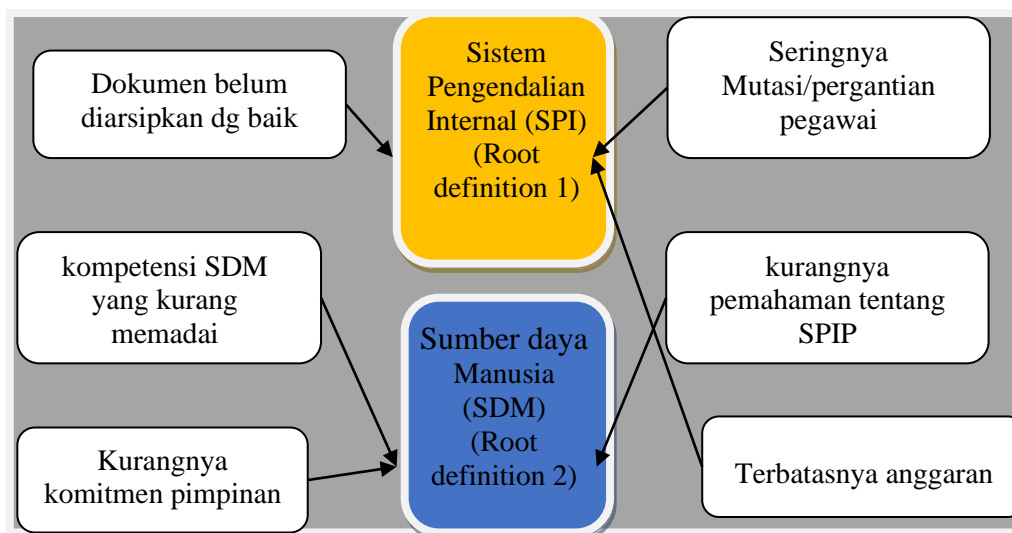 Dokumen belum
diarsipkan dg baik
Sistem
Pengendalian
Internal (SPI)
(Root
definition 1)
Seringnya
Mutasi/pergantian
pegawai
kompetensi SDM
yang kurang
memadai
Sumber daya
Manusia
(SDM)
(Root
definition 2)
kurangnya
pemahaman tentang
SPIP
Kurangnya
komitmen pimpinan
Terbatasnya anggaran